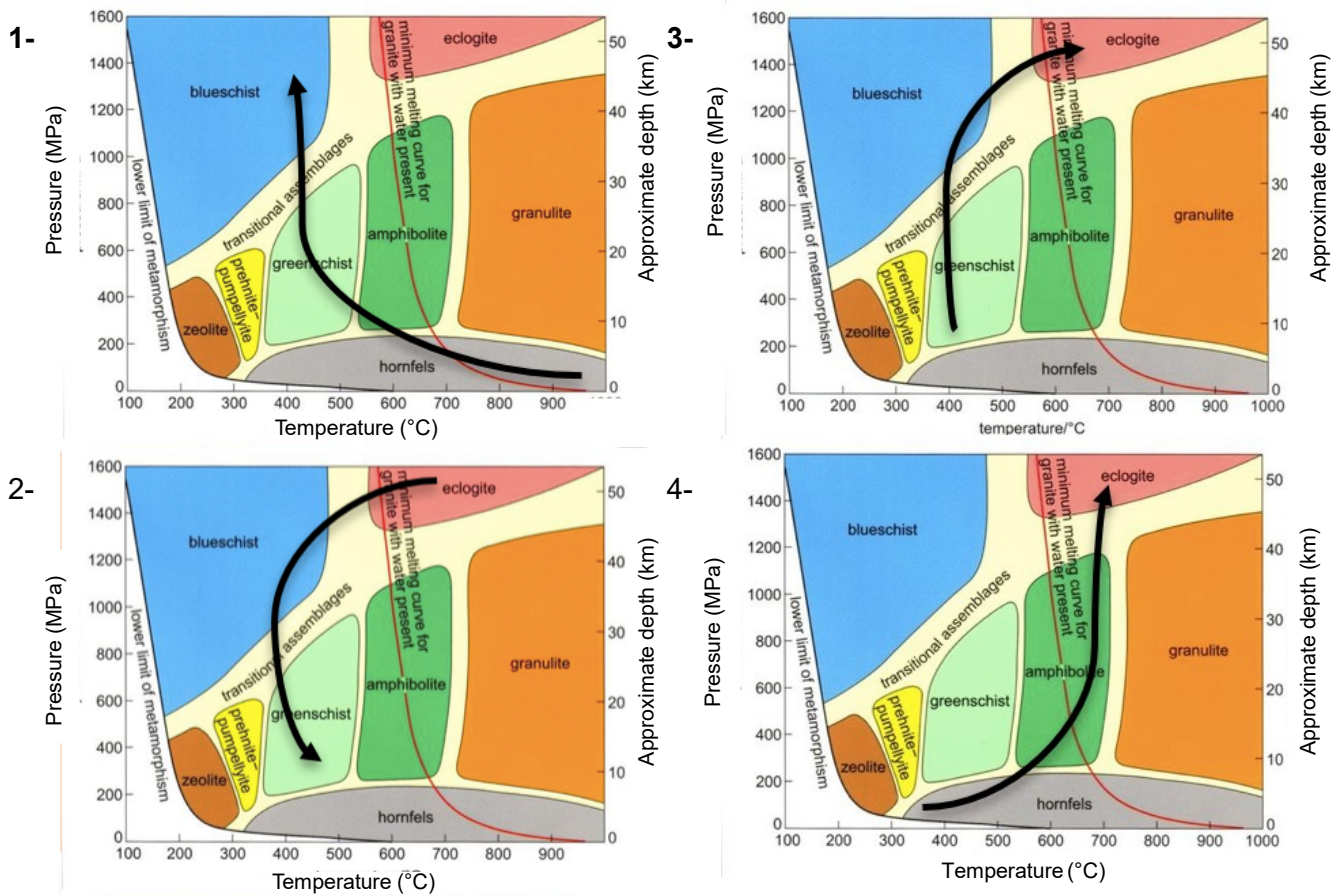 1-
1600
1400
1200
1000
800
600
400
200
0
Pressure (MPa)
100 200 300 400 500 600 700 800 900
Temperature (°C)
50
40
30
20
10
0
Approximate depth (km)
blueschist
eclogite
minimum melting curve for
granite with water present
lower limit of metamorphism
transitional assemblages
zeolite
prehnite–
pumpellyite
greenschist
amphibolite
granulite
hornfels
3-
1600
1400
1200
1000
800
600
400
200
0
Pressure (MPa)
100 200 300 400 500 600 700 800 900 1000
temperature/°C
50
40
30
20
10
0
Approximate depth (km)
blueschist
eclogite
minimum melting curve for
granite with water present
lower limit of metamorphism
transitional assemblages
zeolite
prehnite–
pumpellyite
greenschist
amphibolite
granulite
hornfels
2-
1600
1400
1200
1000
800
600
400
200
0
Pressure (MPa)
100 200 300 400 500 600 700 800 900
Temperature (°C)
50
40
30
20
10
0
Approximate depth (km)
blueschist
eclogite
minimum melting curve for
granite with water present
lower limit of metamorphism
transitional assemblages
zeolite
prehnite–
pumpellyite
greenschist
amphibolite
granulite
hornfels
4-
1600
1400
1200
1000
800
600
400
200
0
Pressure (MPa)
100 200 300 400 500 600 700 800 900 1000
Temperature (°C)
50
40
30
20
10
0
Approximate depth (km)
blueschist
eclogite
minimum melting curve for
granite with water present
lower limit of metamorphism
transitional assemblages
zeolite
prehnite–
pumpellyite
greenschist
amphibolite
granulite
hornfels